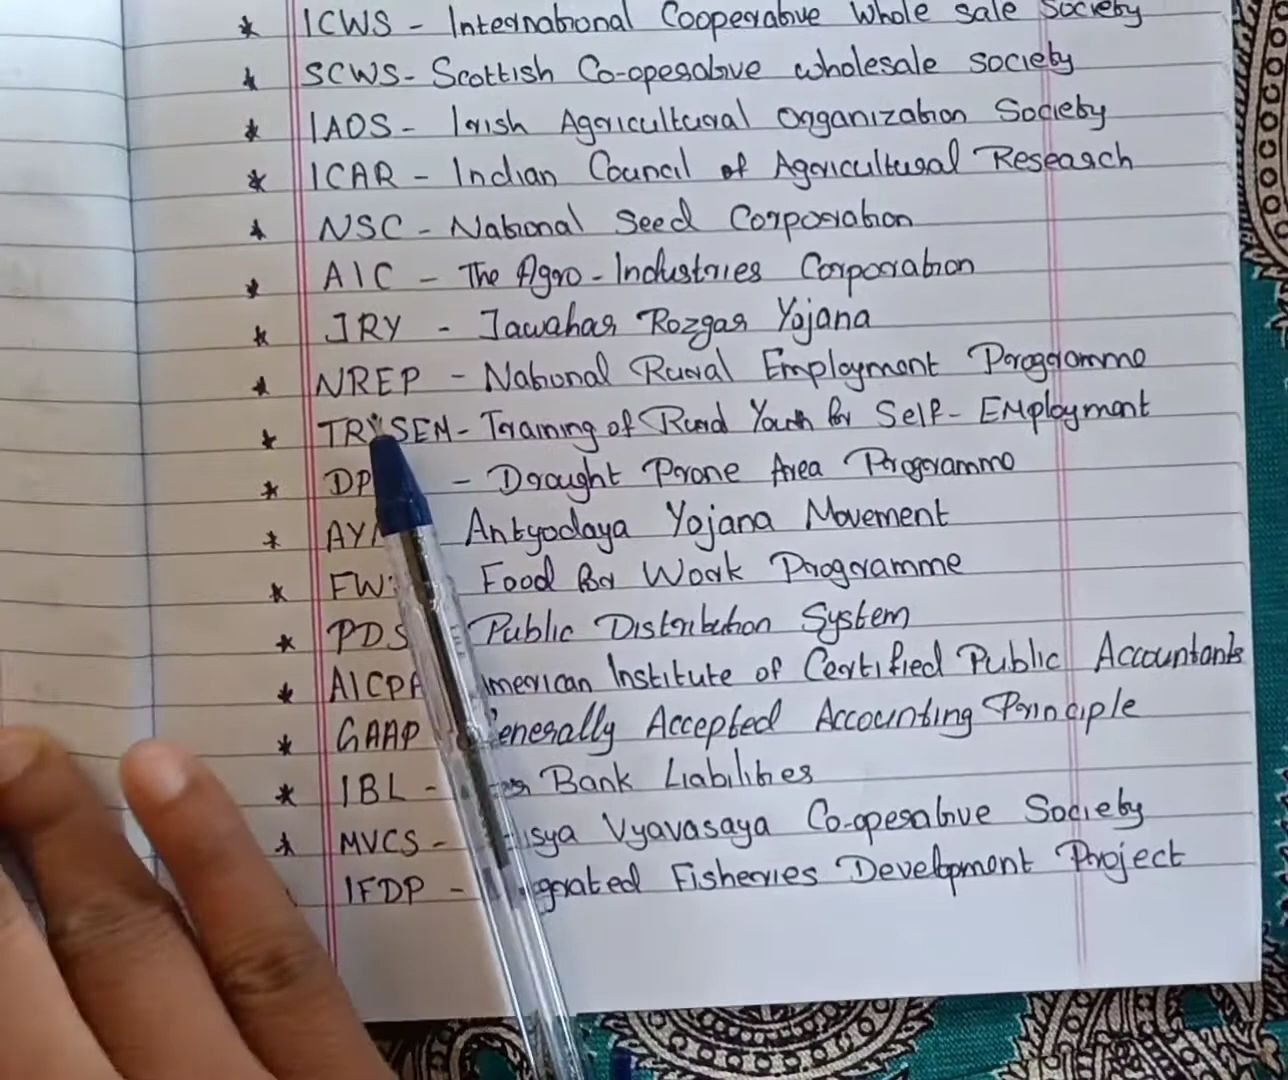 * ICWS - International Cooperative Whole sale Society
* SCWS- Scottish Co-operative wholesale society
* IAOS - Irish Agricultural Organization Society
* ICAR - Indian Council of Agricultural Research
* NSC - National Seed Corporation
* AIC - The Agro - Industries Corporation
* JRY - Jawahar Rozgar Yojana
* NREP - National Rural Employment Programme
* TRYSEM - Training of Rural Youth for Self - Employment
* DP - Drought Prone Area Programme
* AY Antyodaya Yojana Movement
* FW Food for Work Programme
* PDS - Public Distribution System
* AICPA American Institute of Certified Public Accountants
* GAAP Generally Accepted Accounting Principle
* IBL - Bank Liabilities
* MVCS - Vyavasaya Co-operative Society
IFDP - Fisheries Development Project